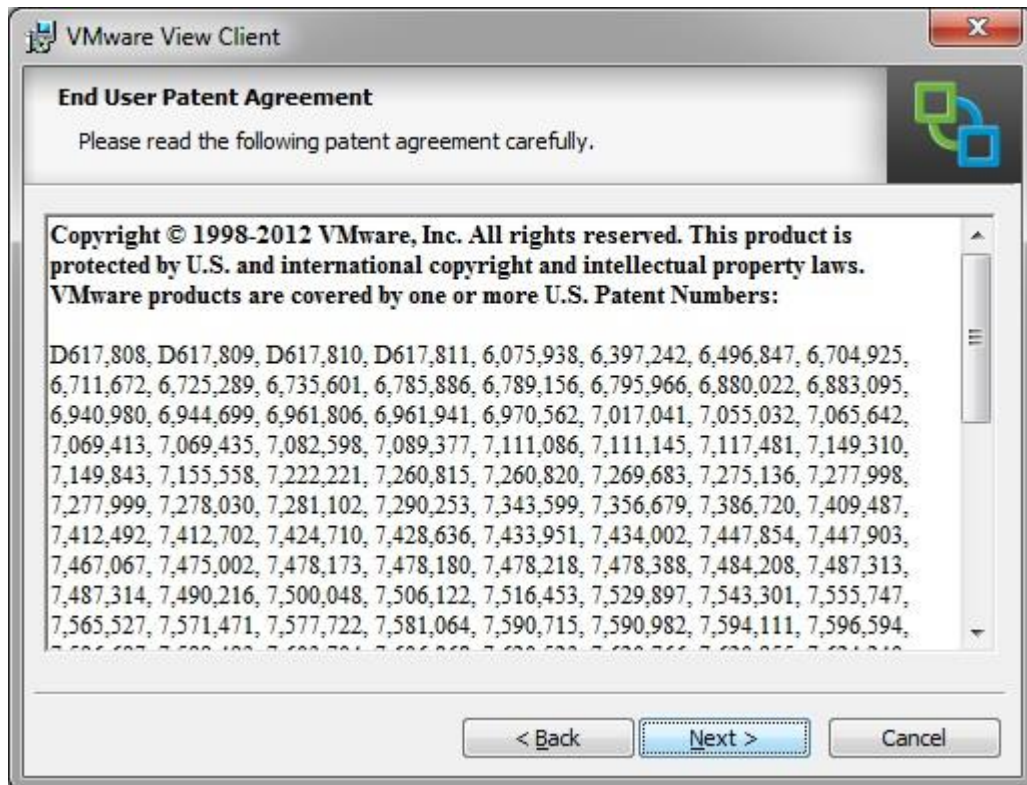 VMware View Client
End User Patent Agreement
Please read the following patent agreement carefully.
Copyright © 1998-2012 VMware, Inc. All rights reserved. This product is
protected by U.S. and international copyright and intellectual property laws.
VMware products are covered by one or more U.S. Patent Numbers:
D617,808, D617,809, D617,810, D617,811, 6,075,938, 6,397,242, 6,496,847, 6,704,925,
6,711,672, 6,725,289, 6,735,601, 6,785,886, 6,789,156, 6,795,966, 6,880,022, 6,883,095,
6,940,980, 6,944,699, 6,961,806, 6,961,941, 6,970,562, 7,017,041, 7,055,032, 7,065,642,
7,069,413, 7,069,435, 7,082,598, 7,089,377, 7,111,086, 7,111,145, 7,117,481, 7,149,310,
7,149,843, 7,155,558, 7,222,221, 7,260,815, 7,260,820, 7,269,683, 7,275,136, 7,277,998,
7,277,999, 7,278,030, 7,281,102, 7,290,253, 7,343,599, 7,356,679, 7,386,720, 7,409,487,
7,412,492, 7,412,702, 7,424,710, 7,428,636, 7,433,951, 7,434,002, 7,447,854, 7,447,903,
7,467,067, 7,475,002, 7,478,173, 7,478,180, 7,478,218, 7,478,388, 7,484,208, 7,487,313,
7,487,314, 7,490,216, 7,500,048, 7,506,122, 7,516,453, 7,529,897, 7,543,301, 7,555,747,
7,565,527, 7,571,471, 7,577,722, 7,581,064, 7,590,715, 7,590,982, 7,594,111, 7,596,594,
< Back
Next >
Cancel